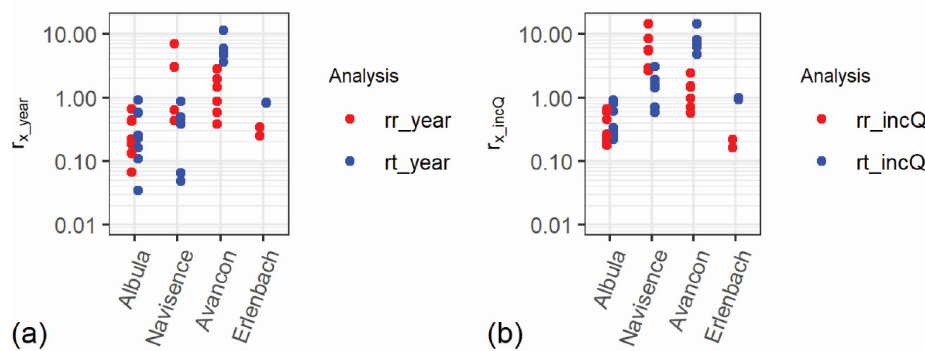 r_x_year
10.00
1.00
0.10
0.01
Albula
Navisence
Avancon
Erlenbach
(a)
Analysis
rr_year
rt_year
r_x_incQ
10.00
1.00
0.10
0.01
Albula
Navisence
Avancon
Erlenbach
(b)
Analysis
rr_incQ
rt_incQ